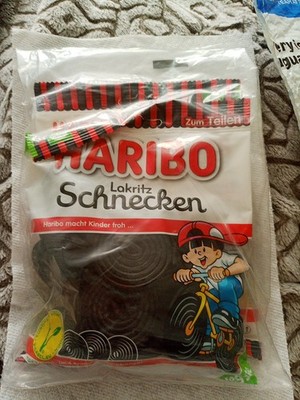 Zum Teilen
HARIBO
Lakritz
Schnecken
Haribo macht Kinder froh